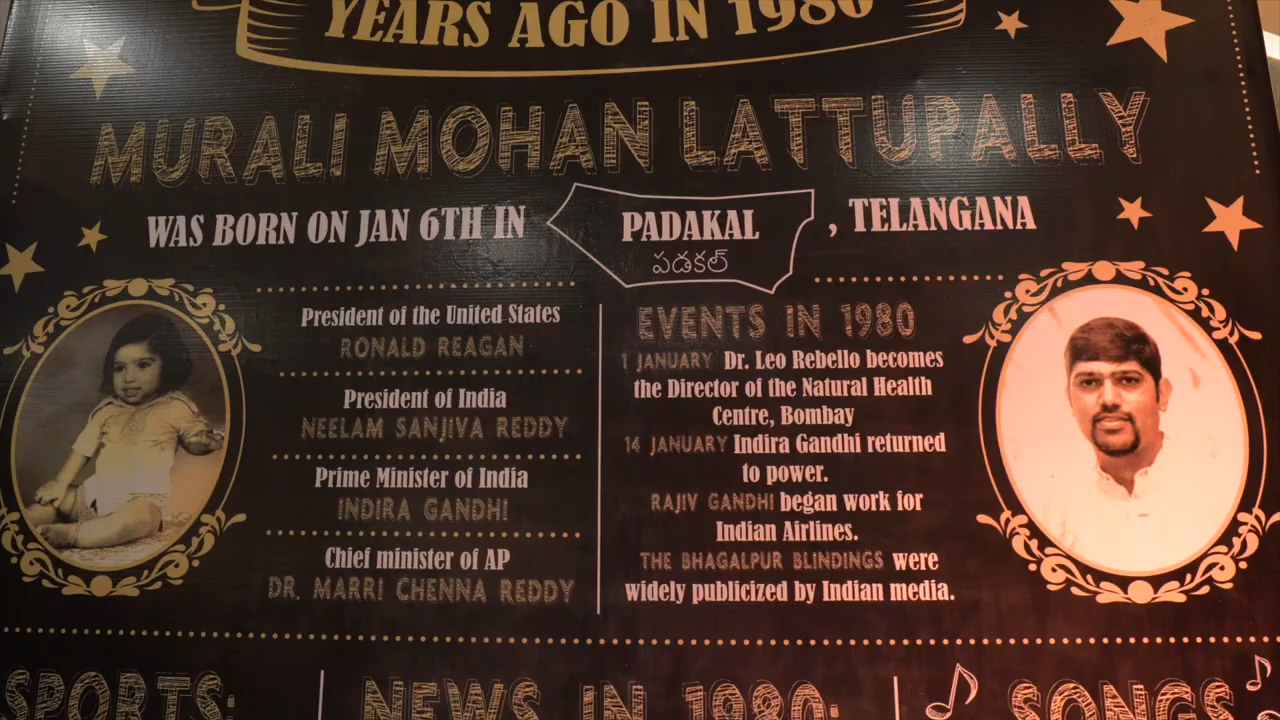 YEARS AGO IN 1980
MURALI MOHAN LATTUPALLY
WAS BORN ON JAN 6TH IN PADAKAL , TELANGANA
పడకల్
President of the United States
RONALD REAGAN
President of India
NEELAM SANJIVA REDDY
Prime Minister of India
INDIRA GANDHI
Chief minister of AP
DR. MARRI CHENNA REDDY
EVENTS IN 1980
1 JANUARY Dr. Leo Rebello becomes
the Director of the Natural Health
Centre, Bombay
14 JANUARY Indira Gandhi returned
to power.
RAJIV GANDHI began work for
Indian Airlines.
THE BHAGALPUR BLINDINGS were
widely publicized by Indian media.
SPORTS:
NEWS IN 1980:
SONGS